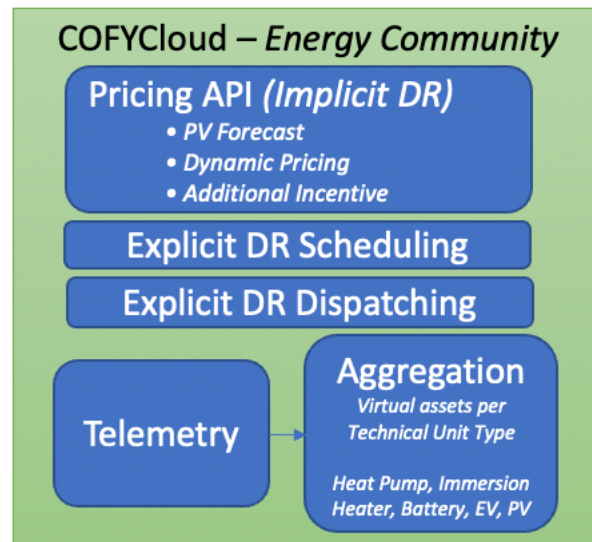 COFYCloud – Energy Community
Pricing API (Implicit DR)
• PV Forecast
• Dynamic Pricing
• Additional Incentive
Explicit DR Scheduling
Explicit DR Dispatching
Telemetry
Aggregation
Virtual assets per
Technical Unit Type
Heat Pump, Immersion
Heater, Battery, EV, PV